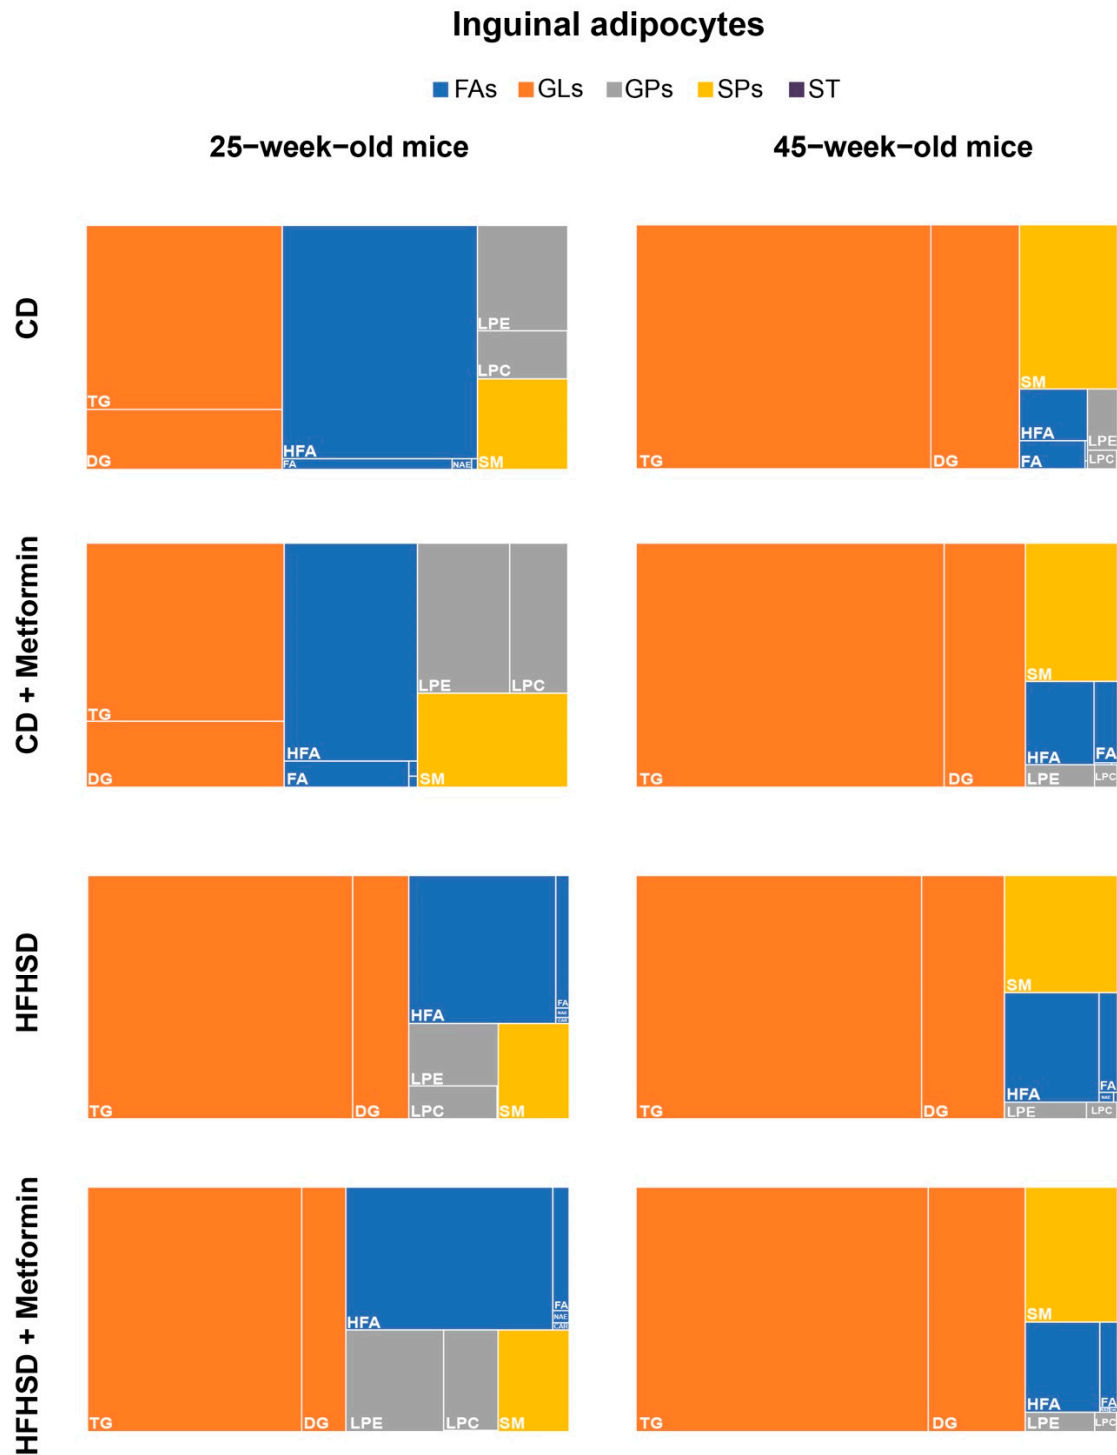 Inguinal adipocytes
FAs GLs GPs SPs ST
25−week−old mice 45−week−old mice
CD
TG
DG
HFA
FA
NAE
LPE
LPC
SM
TG
DG
SM
HFA
FA
LPE
LPC
CD + Metformin
TG
DG
HFA
FA
LPE
LPC
SM
TG
DG
SM
HFA
FA
LPE
LPC
HFHSD
TG
DG
HFA
FA
NAE
CAR
LPE
LPC
SM
TG
DG
SM
HFA
FA
NAE
LPE
LPC
HFHSD + Metformin
TG
DG
HFA
FA
NAE
CAR
LPE
LPC
SM
TG
DG
SM
HFA
FA
LPE
LPC